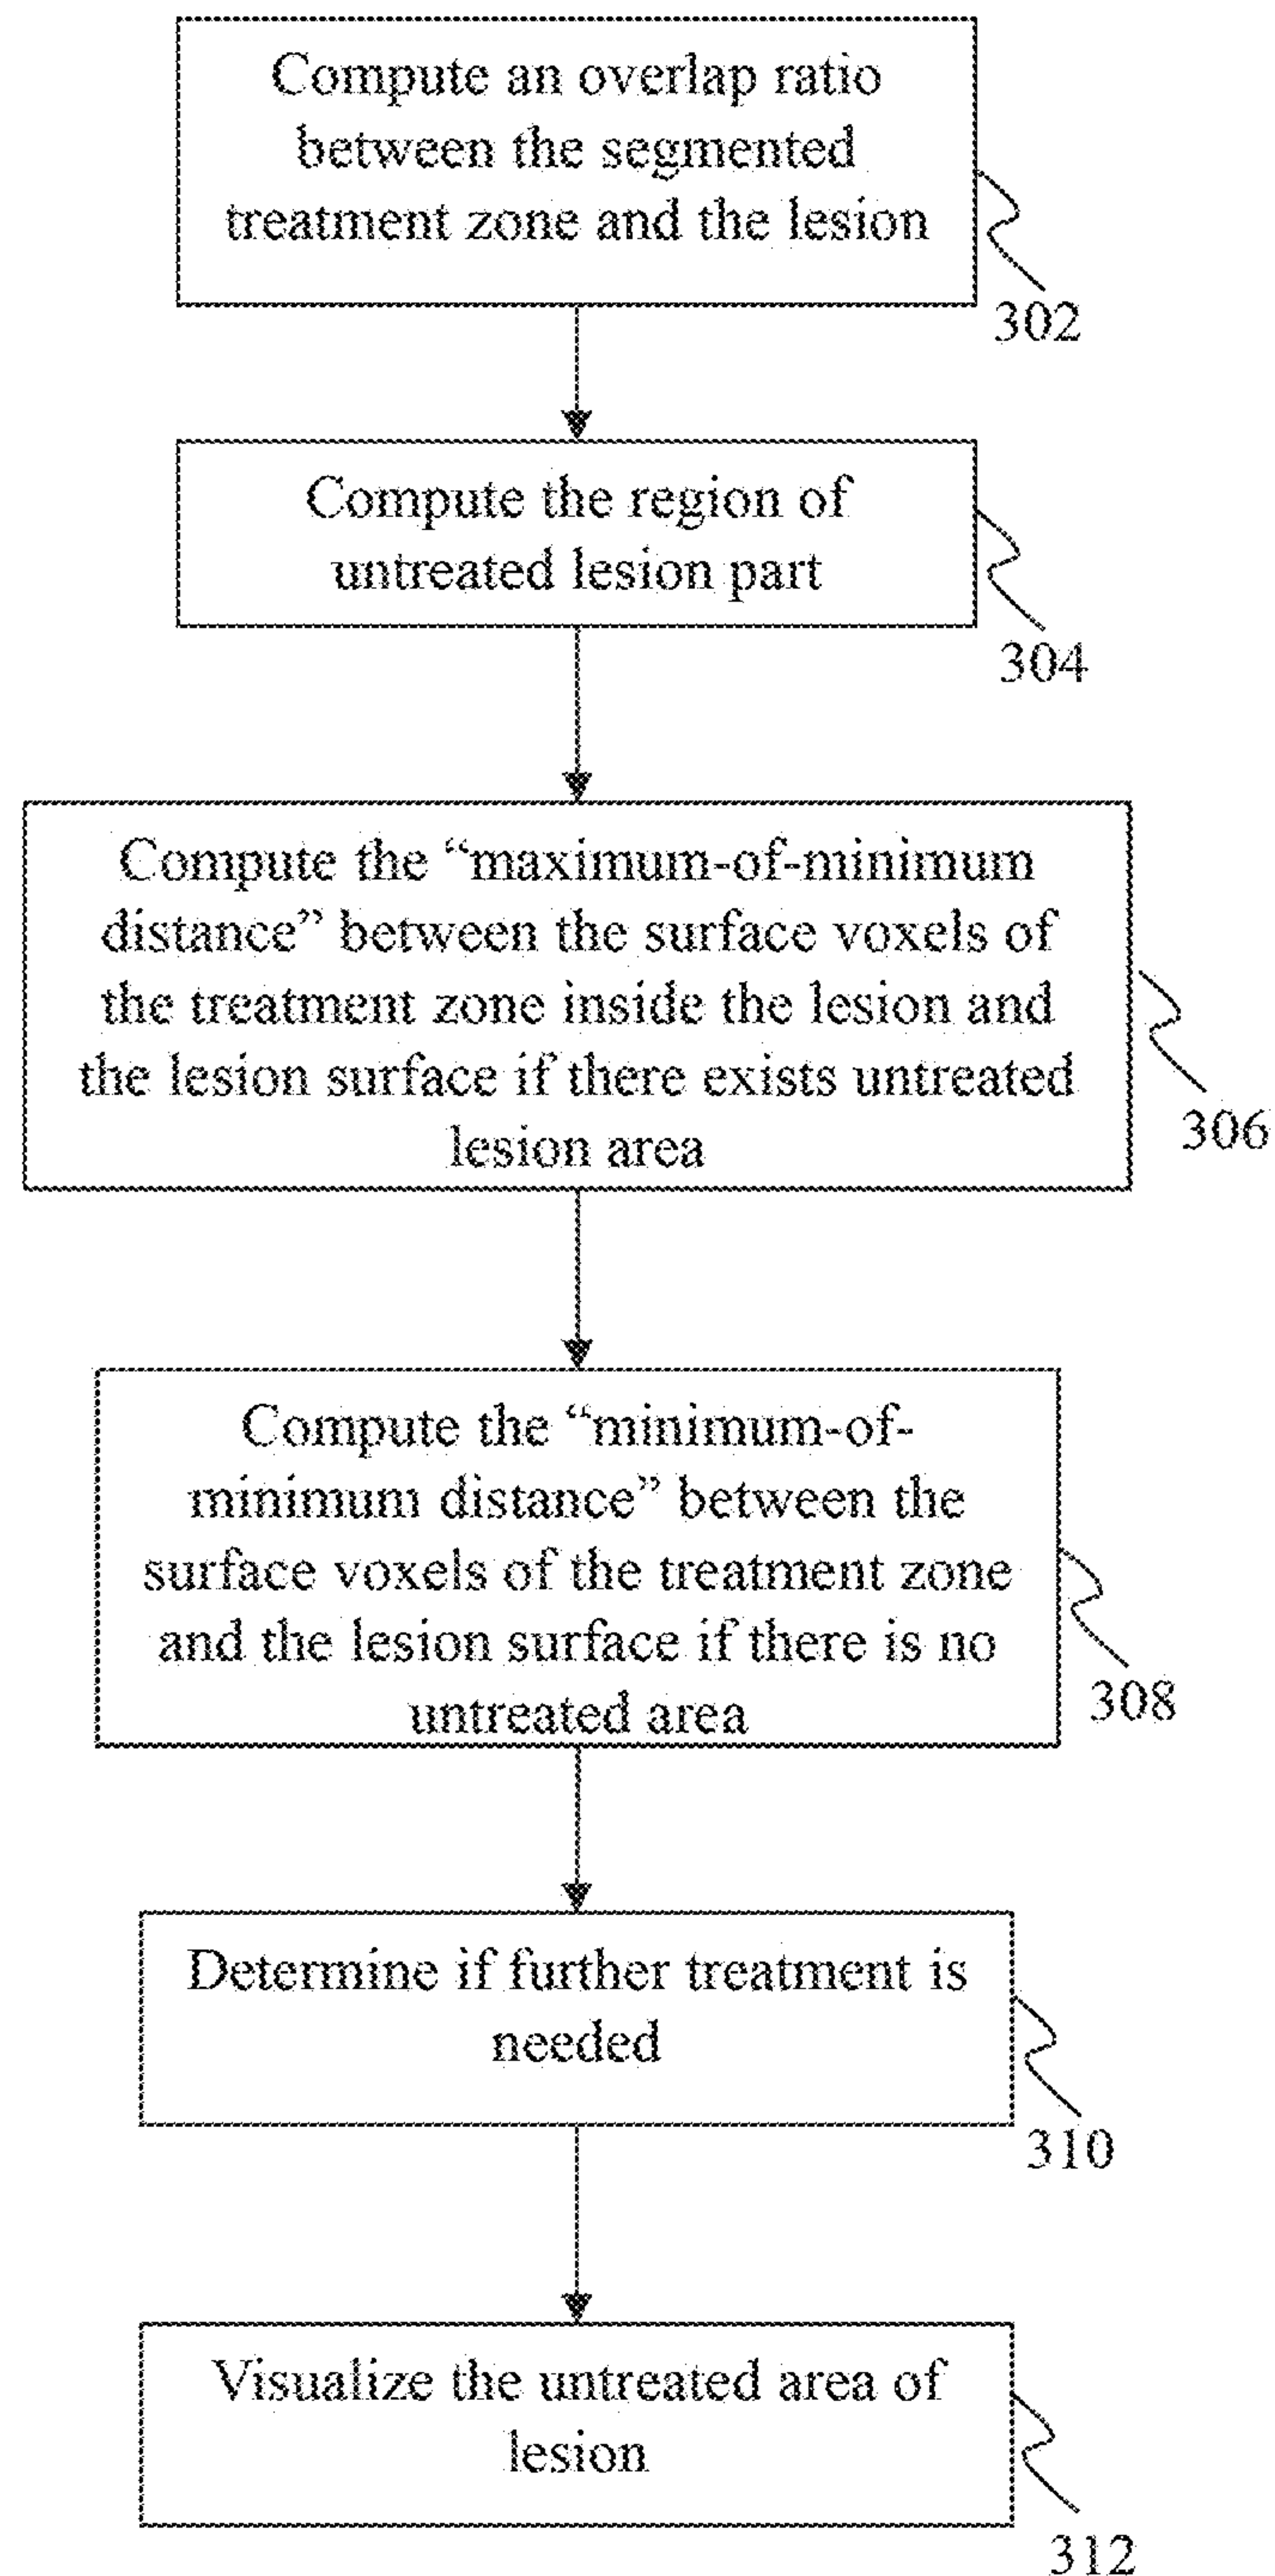 Compute an overlap ratio
between the segmented
treatment zone and the lesion
302
Compute the region of
untreated lesion part
304
Compute the “maximum-of-minimum
distance” between the surface voxels of
the treatment zone inside the lesion and
the lesion surface if there exists untreated
lesion area
306
Compute the “minimum-of-
minimum distance” between the
surface voxels of the treatment zone
and the lesion surface if there is no
untreated area
308
Determine if further treatment is
needed
310
Visualize the untreated area of
lesion
312